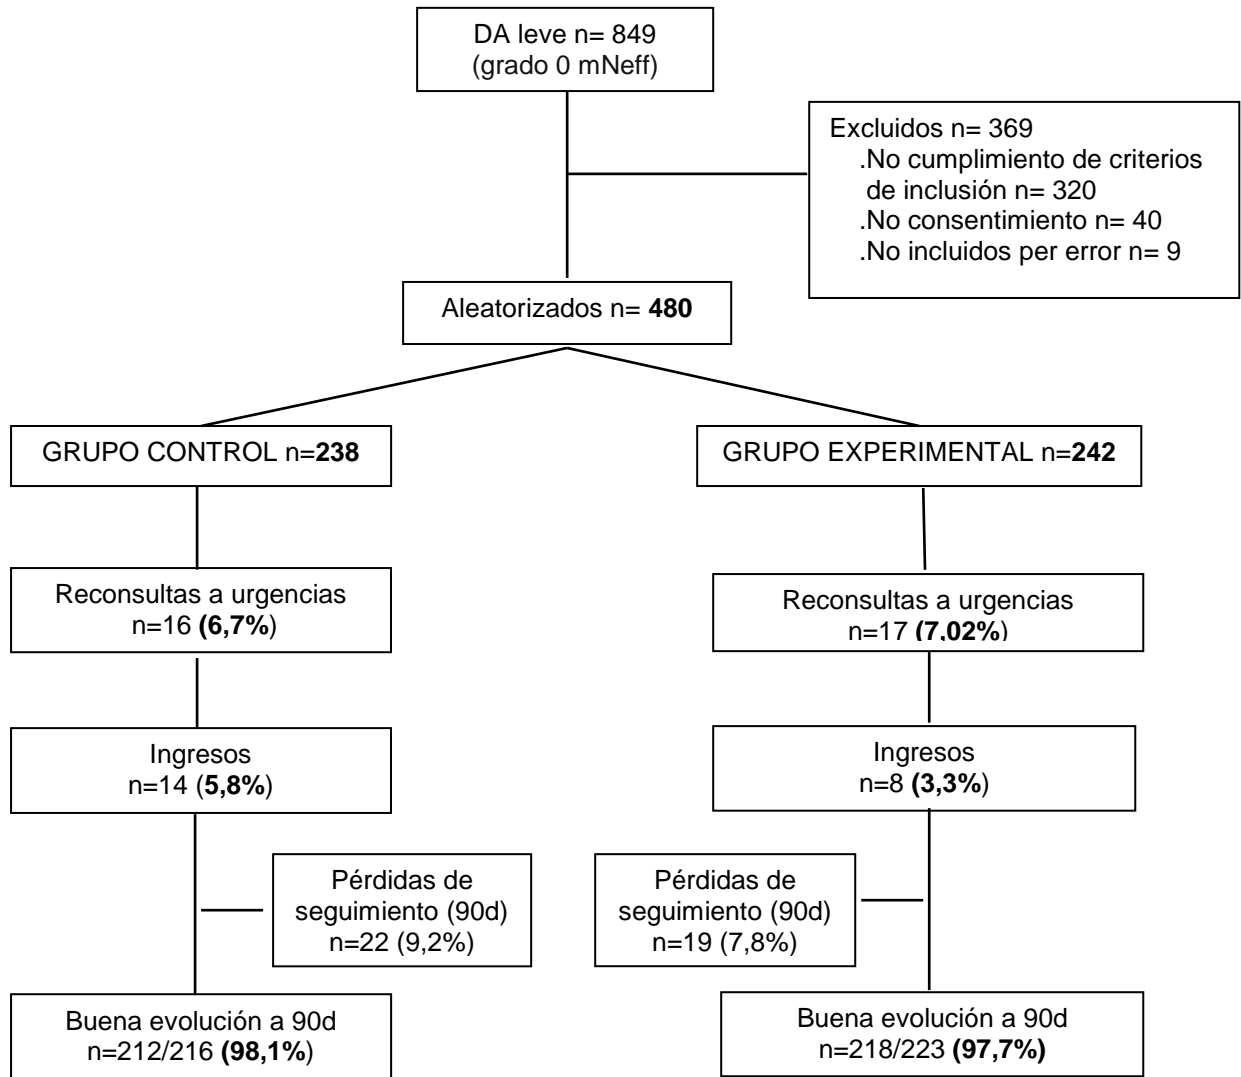 DA leve n= 849
(grado 0 mNeff)
Excluidos n= 369
.No cumplimiento de criterios
de inclusión n= 320
.No consentimiento n= 40
.No incluidos per error n= 9
Aleatorizados n= 480
GRUPO CONTROL n=238
GRUPO EXPERIMENTAL n=242
Reconsultas a urgencias
n=16 (6,7%)
Reconsultas a urgencias
n=17 (7,02%)
Ingresos
n=14 (5,8%)
Ingresos
n=8 (3,3%)
Pérdidas de
seguimiento (90d)
n=22 (9,2%)
Pérdidas de
seguimiento (90d)
n=19 (7,8%)
Buena evolución a 90d
n=212/216 (98,1%)
Buena evolución a 90d
n=218/223 (97,7%)